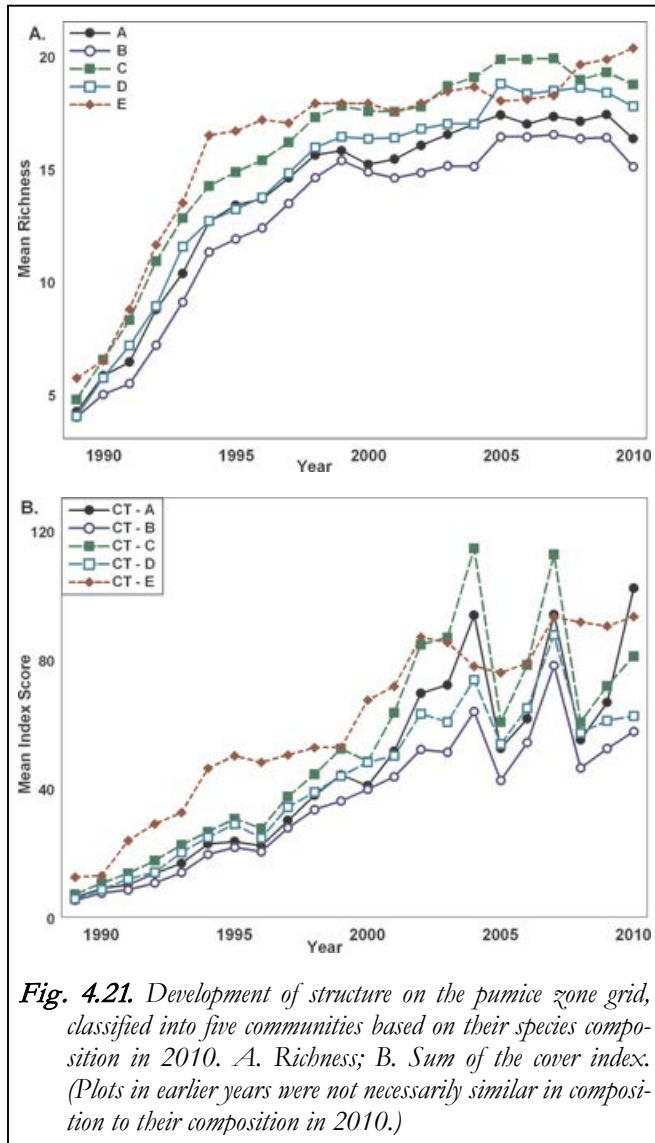 A.
A
B
C
D
E
20
15
10
5
Mean Richness
1990 1995 2000 2005 2010
Year
B.
CT - A
CT - B
CT - C
CT - D
CT - E
120
80
40
0
Mean Index Score
1990 1995 2000 2005 2010
Year
Fig. 4.21. Development of structure on the pumice zone grid,
classified into five communities based on their species compo-
sition in 2010. A. Richness; B. Sum of the cover index.
(Plots in earlier years were not necessarily similar in composi-
tion to their composition in 2010.)